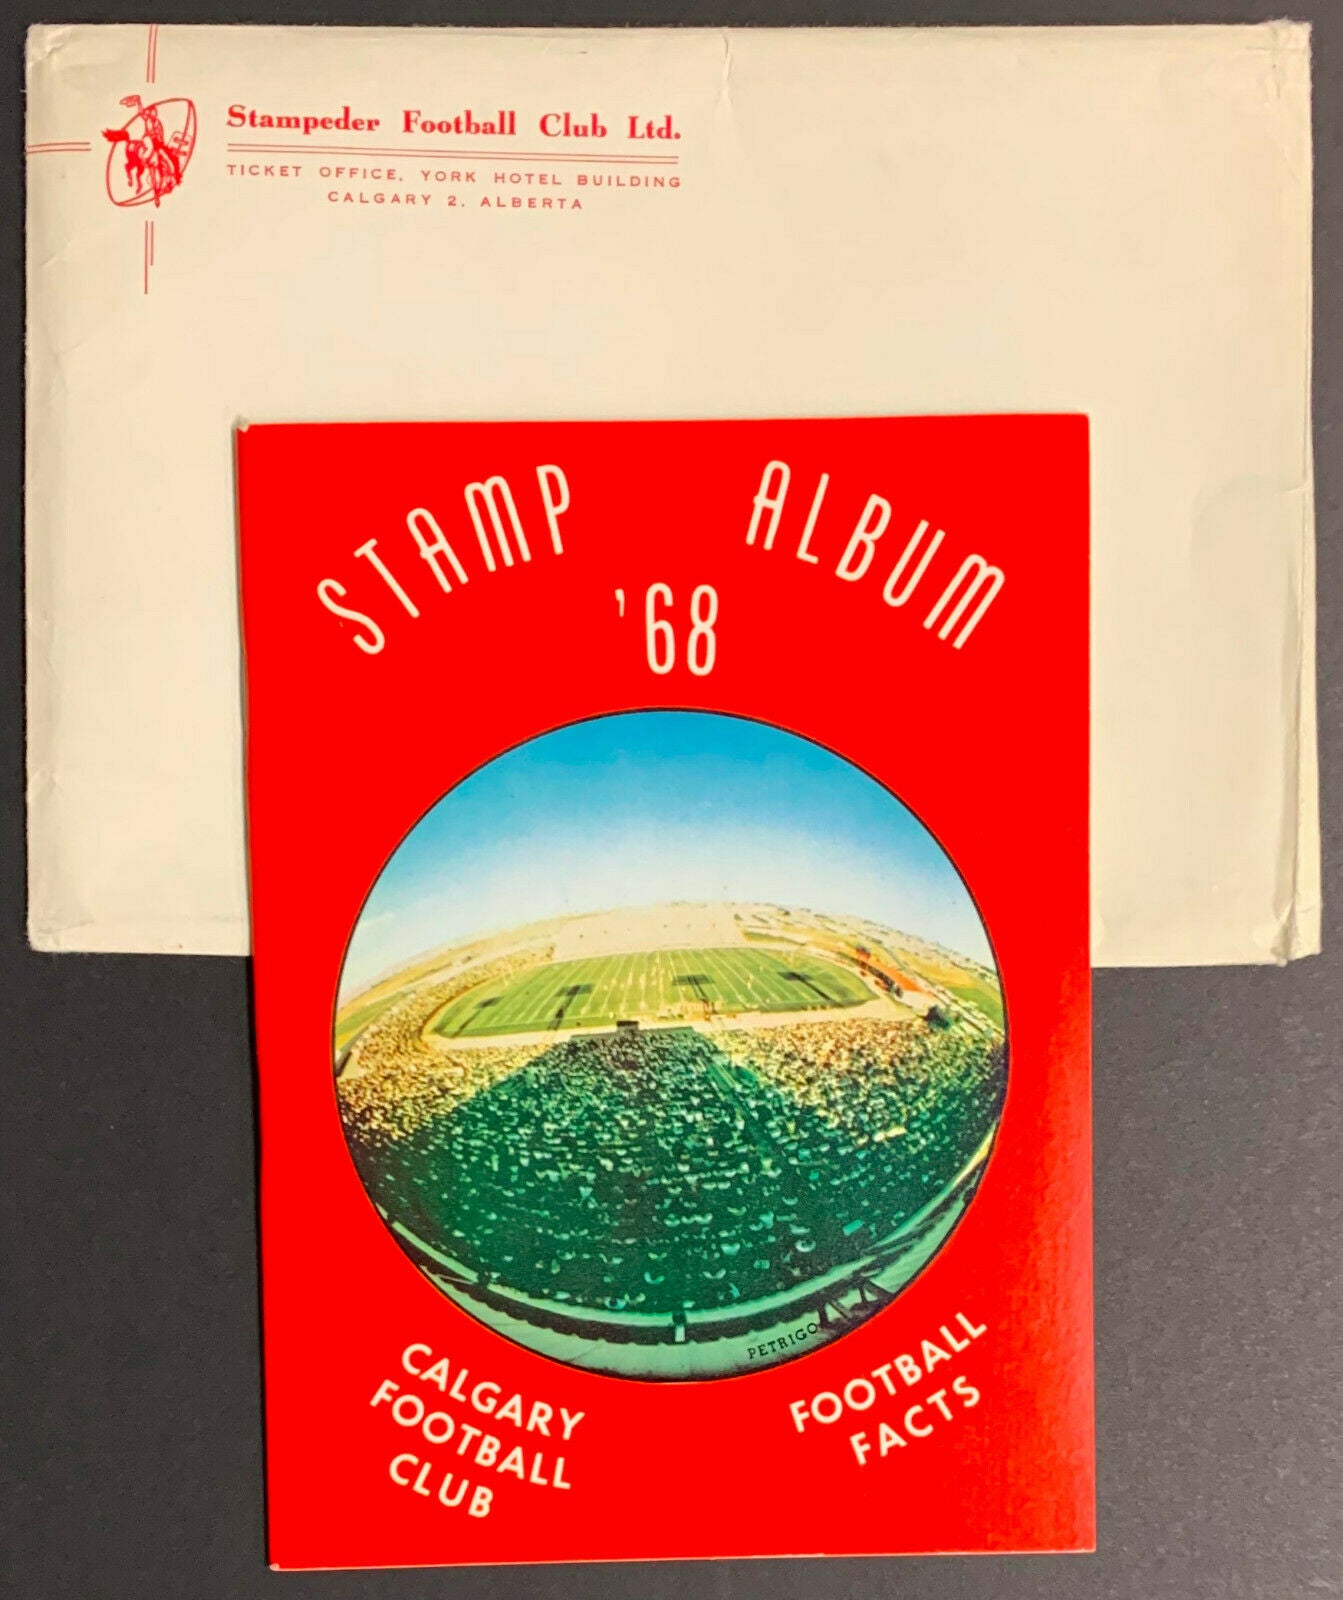 Stampeder Football Club Ltd.
TICKET OFFICE, YORK HOTEL BUILDING
CALGARY 2, ALBERTA
STAMP ALBUM
'68
PETRIGO
CALGARY
FOOTBALL
CLUB
FOOTBALL
FACTS